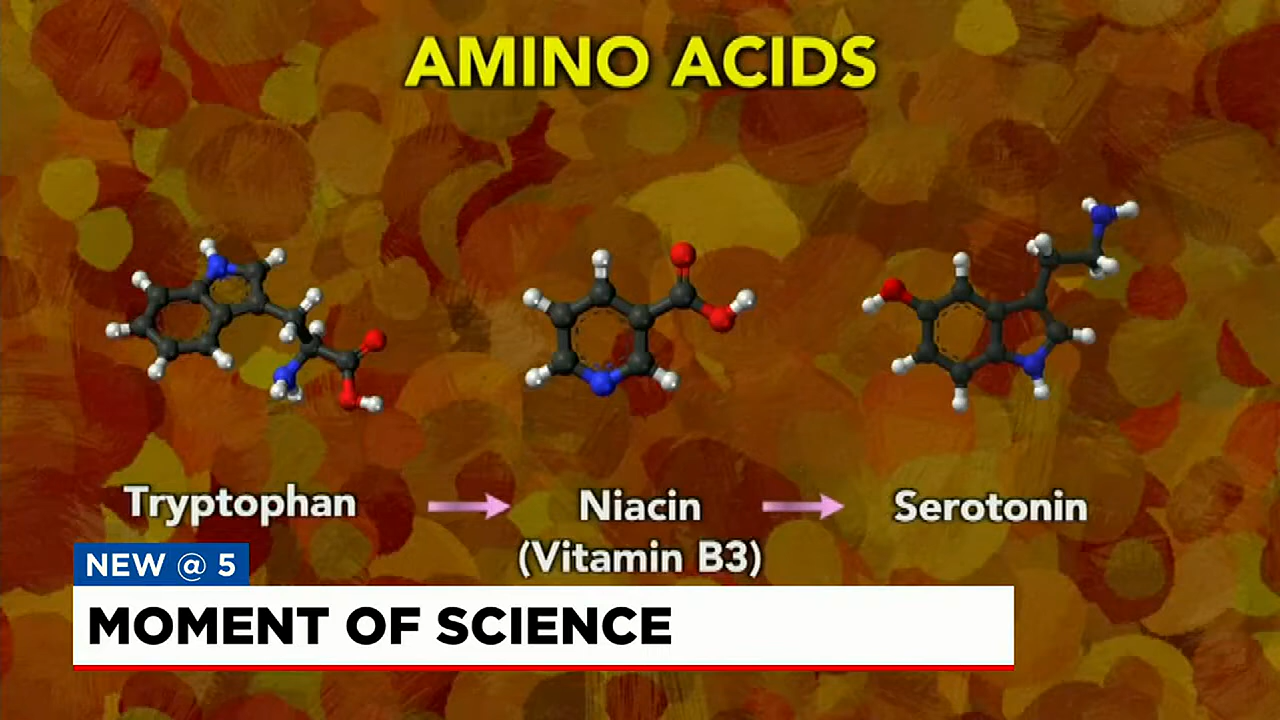 AMINO ACIDS
Tryptophan
Niacin
(Vitamin B3)
Serotonin
NEW @ 5
MOMENT OF SCIENCE